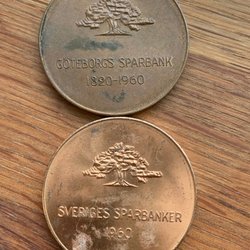 GÖTEBORGS SPARBANK
1820-1960
SVERIGES SPARBANKER
1960